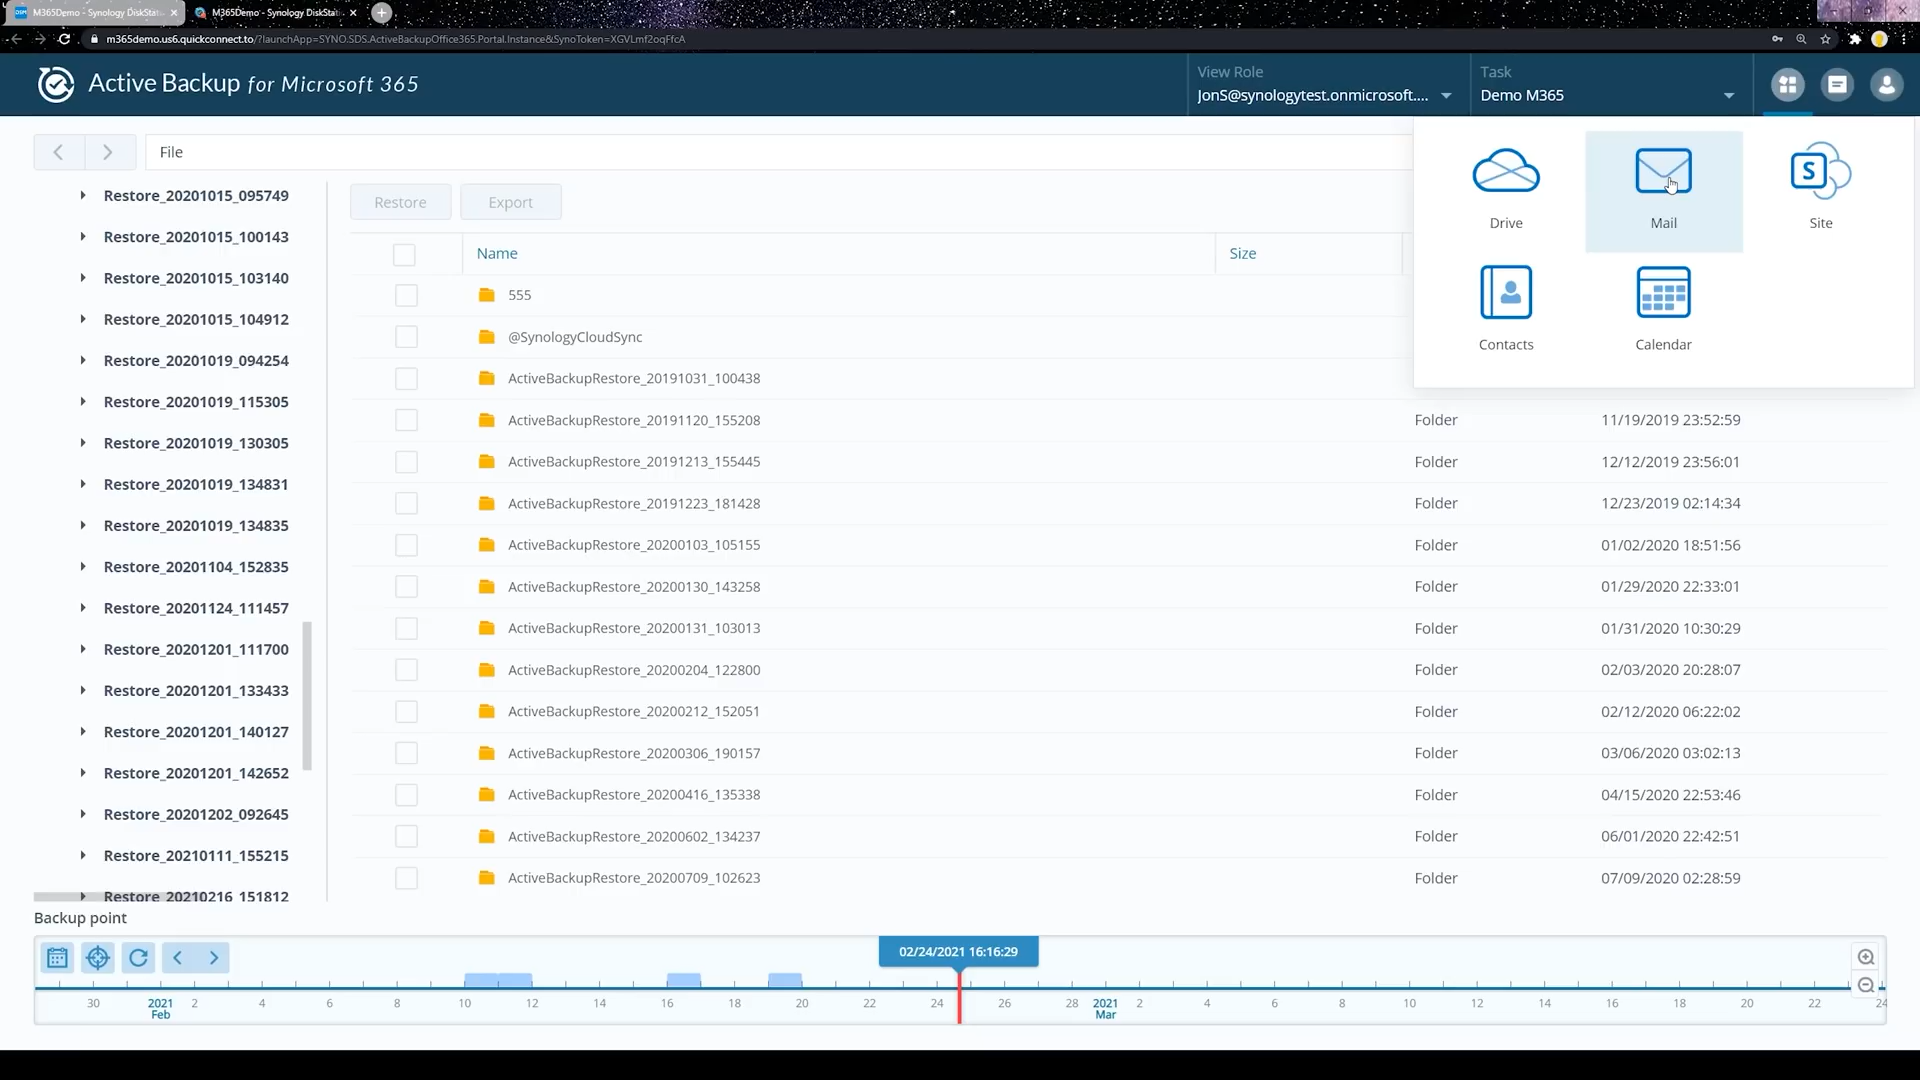 M365Demo - Synology DiskStat
M365Demo - Synology DiskStat
m365demo.us6.quickconnect.to/?launchApp=SYNO.SDS.ActiveBackupOffice365.Portal.Instance&SynoToken=XGVLmf2oqFfcA
Active Backup for Microsoft 365
View Role
JonS@synologytest.onmicrosoft....
Task
Demo M365
File
Drive
Mail
Site
Contacts
Calendar
Restore_20201015_095749
Restore_20201015_100143
Restore_20201015_103140
Restore_20201015_104912
Restore_20201019_094254
Restore_20201019_115305
Restore_20201019_130305
Restore_20201019_134831
Restore_20201019_134835
Restore_20201104_152835
Restore_20201124_111457
Restore_20201201_111700
Restore_20201201_133433
Restore_20201201_140127
Restore_20201201_142652
Restore_20201202_092645
Restore_20210111_155215
Restore_20210216_151812
Restore Export
Name Size
555
@SynologyCloudSync
ActiveBackupRestore_20191031_100438
ActiveBackupRestore_20191120_155208 Folder 11/19/2019 23:52:59
ActiveBackupRestore_20191213_155445 Folder 12/12/2019 23:56:01
ActiveBackupRestore_20191223_181428 Folder 12/23/2019 02:14:34
ActiveBackupRestore_20200103_105155 Folder 01/02/2020 18:51:56
ActiveBackupRestore_20200130_143258 Folder 01/29/2020 22:33:01
ActiveBackupRestore_20200131_103013 Folder 01/31/2020 10:30:29
ActiveBackupRestore_20200204_122800 Folder 02/03/2020 20:28:07
ActiveBackupRestore_20200212_152051 Folder 02/12/2020 06:22:02
ActiveBackupRestore_20200306_190157 Folder 03/06/2020 03:02:13
ActiveBackupRestore_20200416_135338 Folder 04/15/2020 22:53:46
ActiveBackupRestore_20200602_134237 Folder 06/01/2020 22:42:51
ActiveBackupRestore_20200709_102623 Folder 07/09/2020 02:28:59
Backup point
02/24/2021 16:16:29
30 2021 2 4 6 8 10 12 14 16 18 20 22 24 26 28 2021 2 4 6 8 10 12 14 16 18 20 22 24
Feb Mar